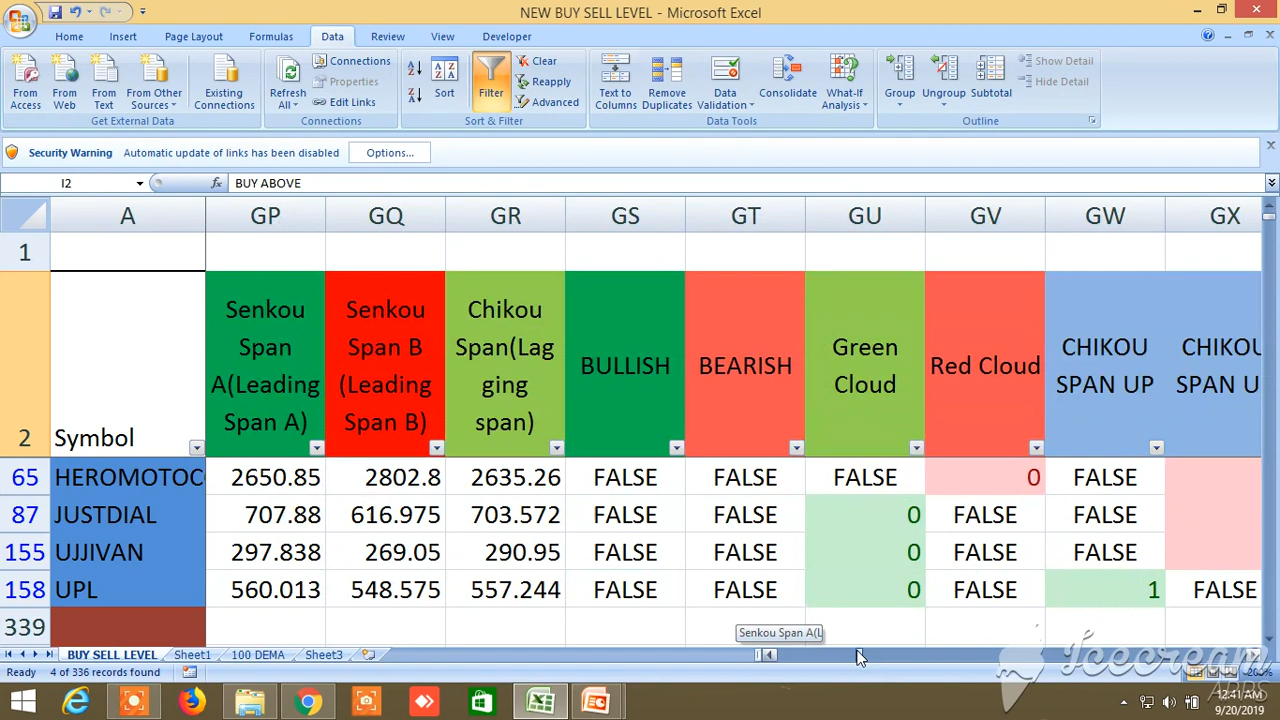 NEW BUY SELL LEVEL - Microsoft Excel
Home Insert Page Layout Formulas Data Review View Developer
From Access
From Web
From Text
From Other Sources
Existing Connections
Get External Data
Refresh All
Connections
Properties
Edit Links
Connections
Sort
Filter
Clear
Reapply
Advanced
Sort & Filter
Text to Columns
Remove Duplicates
Data Validation
Consolidate
What-If Analysis
Data Tools
Group
Ungroup
Subtotal
Show Detail
Hide Detail
Outline
Security Warning Automatic update of links has been disabled Options...
I2 fx BUY ABOVE
A GP GQ GR GS GT GU GV GW GX
1
2 Symbol
Senkou Span A(Leading Span A)
Senkou Span B (Leading Span B)
Chikou Span(Lagging span)
BULLISH
BEARISH
Green Cloud
Red Cloud
CHIKOU SPAN UP
CHIKOU SPAN U
65 HEROMOTOC 2650.85 2802.8 2635.26 FALSE FALSE FALSE 0 FALSE
87 JUSTDIAL 707.88 616.975 703.572 FALSE FALSE 0 FALSE FALSE
155 UJJIVAN 297.838 269.05 290.95 FALSE FALSE 0 FALSE FALSE
158 UPL 560.013 548.575 557.244 FALSE FALSE 0 FALSE 1 FALSE
339
Senkou Span A(L
BUY SELL LEVEL Sheet1 100 DEMA Sheet3
Ready 4 of 336 records found 200%
Icecream
APPS
12:41 AM
9/20/2019